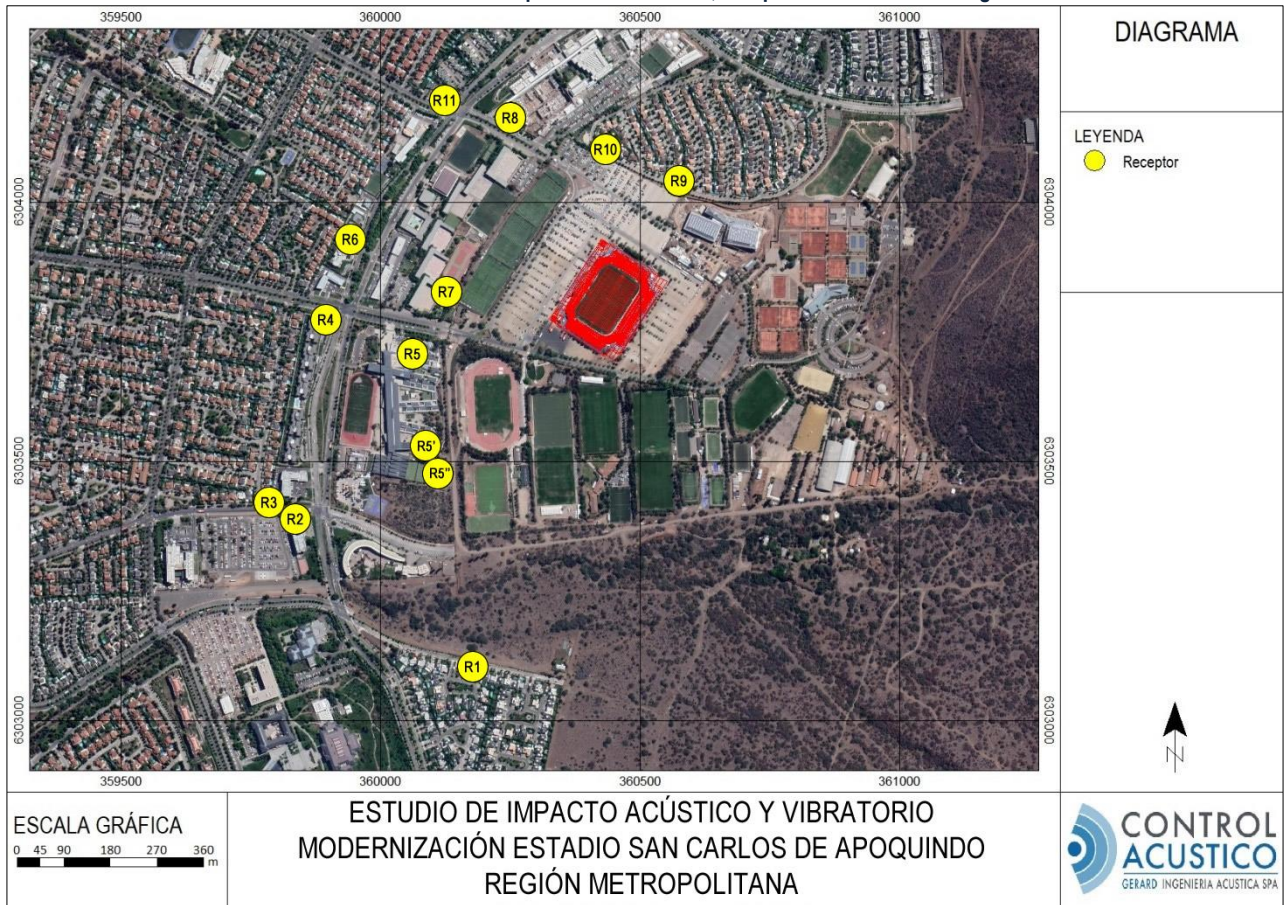 359500 360000 360500 361000
DIAGRAMA
LEYENDA
Receptor
R11
R8
R10
R9
6304000
6304000
R6
R7
R4
R5
R5'
6303500
6303500
R5"
R3
R2
R1
6303000
6303000
359500 360000 360500 361000
N
ESCALA GRÁFICA
0 45 90 180 270 360
m
ESTUDIO DE IMPACTO ACÚSTICO Y VIBRATORIO
MODERNIZACIÓN ESTADIO SAN CARLOS DE APOQUINDO
REGIÓN METROPOLITANA
CONTROL
ACUSTICO
GERARD INGENIERIA ACUSTICA SPA